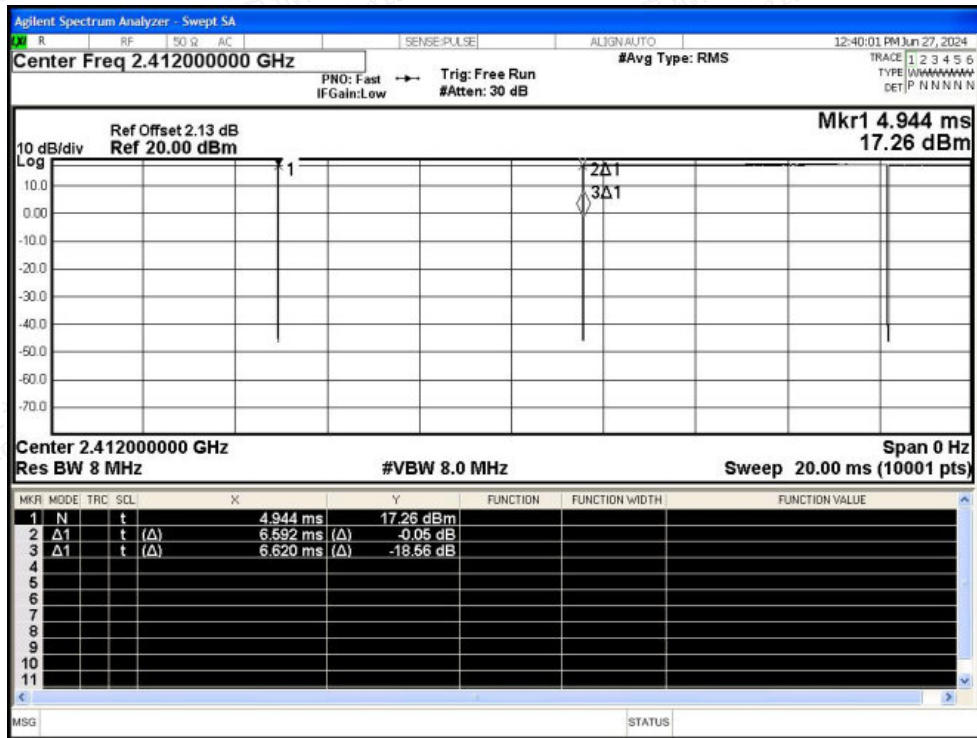 Agilent Spectrum Analyzer - Swept SA
R RF 50 Ω AC SENSE:PULSE ALIGN AUTO 12:40:01 PM Jun 27, 2024
Center Freq 2.412000000 GHz #Avg Type: RMS TRACE 1 2 3 4 5 6
PNO: Fast Trig: Free Run TYPE
IFGain:Low #Atten: 30 dB DET P N N N N N
Mkr1 4.944 ms
Ref Offset 2.13 dB
10 dB/div Ref 20.00 dBm 17.26 dBm
Log
1 2Δ1
10.0
3Δ1
0.00
-10.0
-20.0
-30.0
-40.0
-50.0
-60.0
-70.0
Center 2.412000000 GHz Span 0 Hz
Res BW 8 MHz #VBW 8.0 MHz Sweep 20.00 ms (10001 pts)
MKR MODE TRC SCL X Y FUNCTION FUNCTION WIDTH FUNCTION VALUE
1 N t 4.944 ms 17.26 dBm
2 Δ1 t (Δ) 6.592 ms (Δ) -0.05 dB
3 Δ1 t (Δ) 6.620 ms (Δ) -18.56 dB
4
5
6
7
8
9
10
11
MSG STATUS